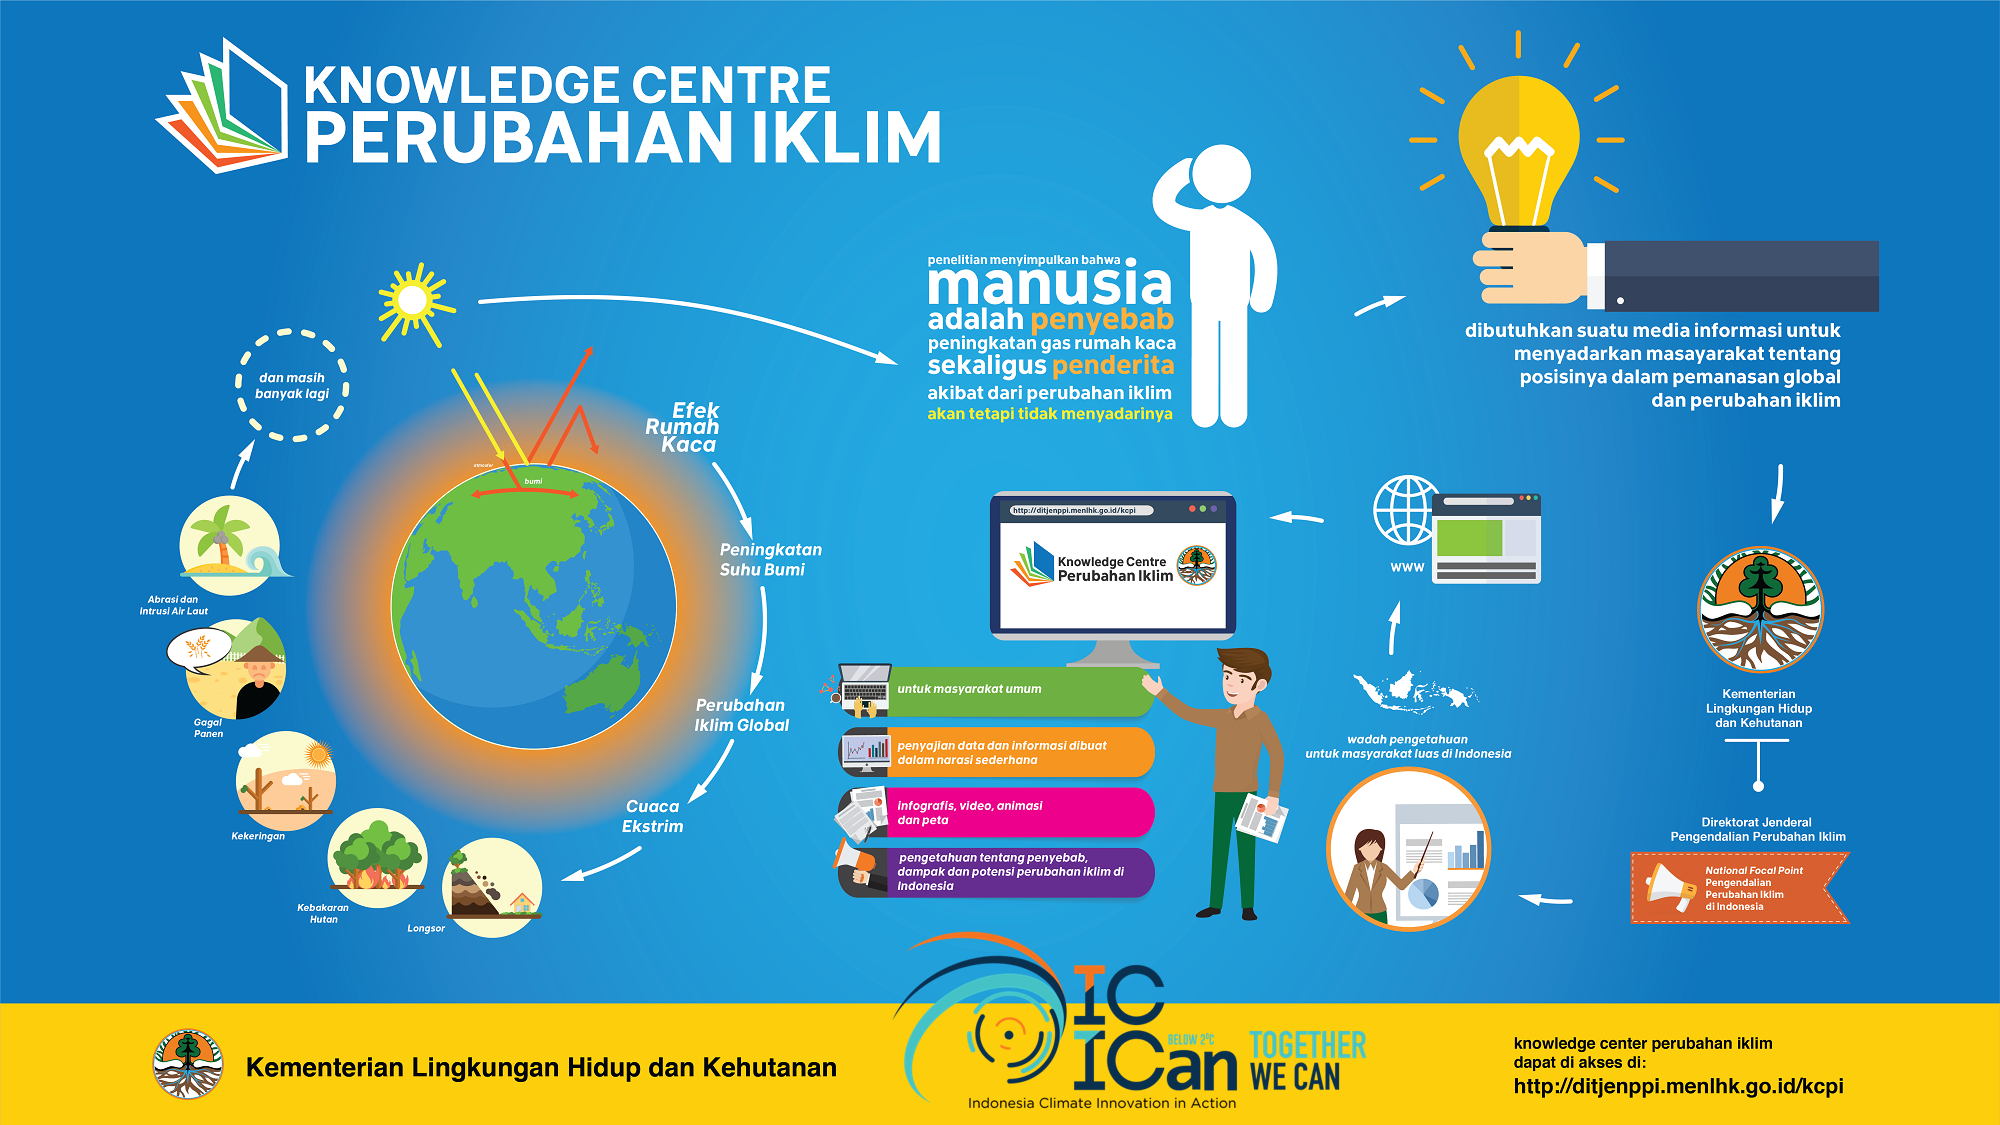 KNOWLEDGE CENTRE
PERUBAHAN IKLIM
dan masih
banyak lagi
Abrasi dan
Intrusi Air Laut
Gagal
Panen
Kekeringan
Kebakaran
Hutan
Longsor
atmosfer
bumi
Efek
Rumah
Kaca
Peningkatan
Suhu Bumi
Perubahan
Iklim Global
Cuaca
Ekstrim
penelitian menyimpulkan bahwa
manusia
adalah penyebab
peningkatan gas rumah kaca
sekaligus penderita
akibat dari perubahan iklim
akan tetapi tidak menyadarinya
dibutuhkan suatu media informasi untuk
menyadarkan masayarakat tentang
posisinya dalam pemanasan global
dan perubahan iklim
Kementerian
Lingkungan Hidup
dan Kehutanan
Direktorat Jenderal
Pengendalian Perubahan Iklim
National Focal Point
Pengendalian
Perubahan Iklim
di Indonesia
wadah pengetahuan
untuk masyarakat luas di Indonesia
www
http://ditjenppi.menlhk.go.id/kcpi
Knowledge Centre
Perubahan Iklim
untuk masyarakat umum
penyajian data dan informasi dibuat
dalam narasi sederhana
infografis, video, animasi
dan peta
pengetahuan tentang penyebab,
dampak dan potensi perubahan iklim di
Indonesia
Kementerian Lingkungan Hidup dan Kehutanan
IC
ICan
BELOW 2°C
TOGETHER
WE CAN
Indonesia Climate Innovation in Action
knowledge center perubahan iklim
dapat di akses di:
http://ditjenppi.menlhk.go.id/kcpi